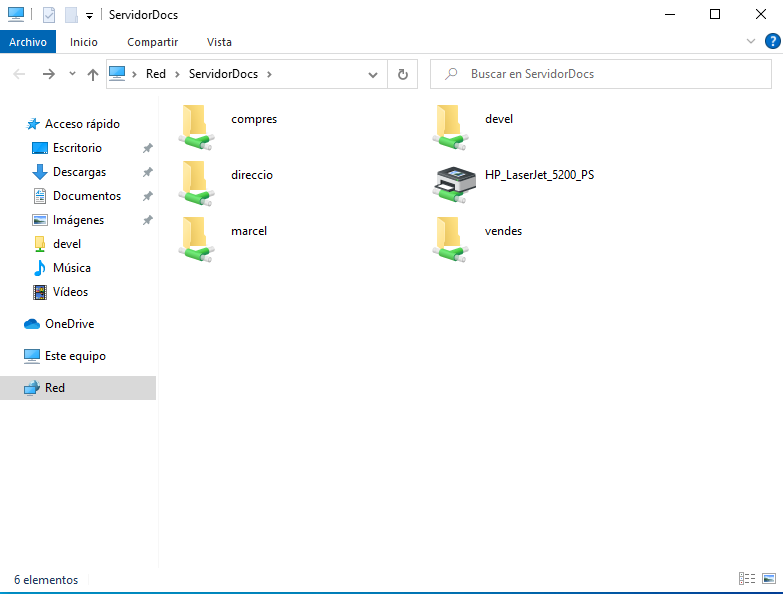 ServidorDocs
Archivo Inicio Compartir Vista
Red ServidorDocs Buscar en ServidorDocs
Acceso rápido
Escritorio
Descargas
Documentos
Imágenes
devel
Música
Vídeos
OneDrive
Este equipo
Red
compres devel
direccio HP_LaserJet_5200_PS
marcel vendes
6 elementos